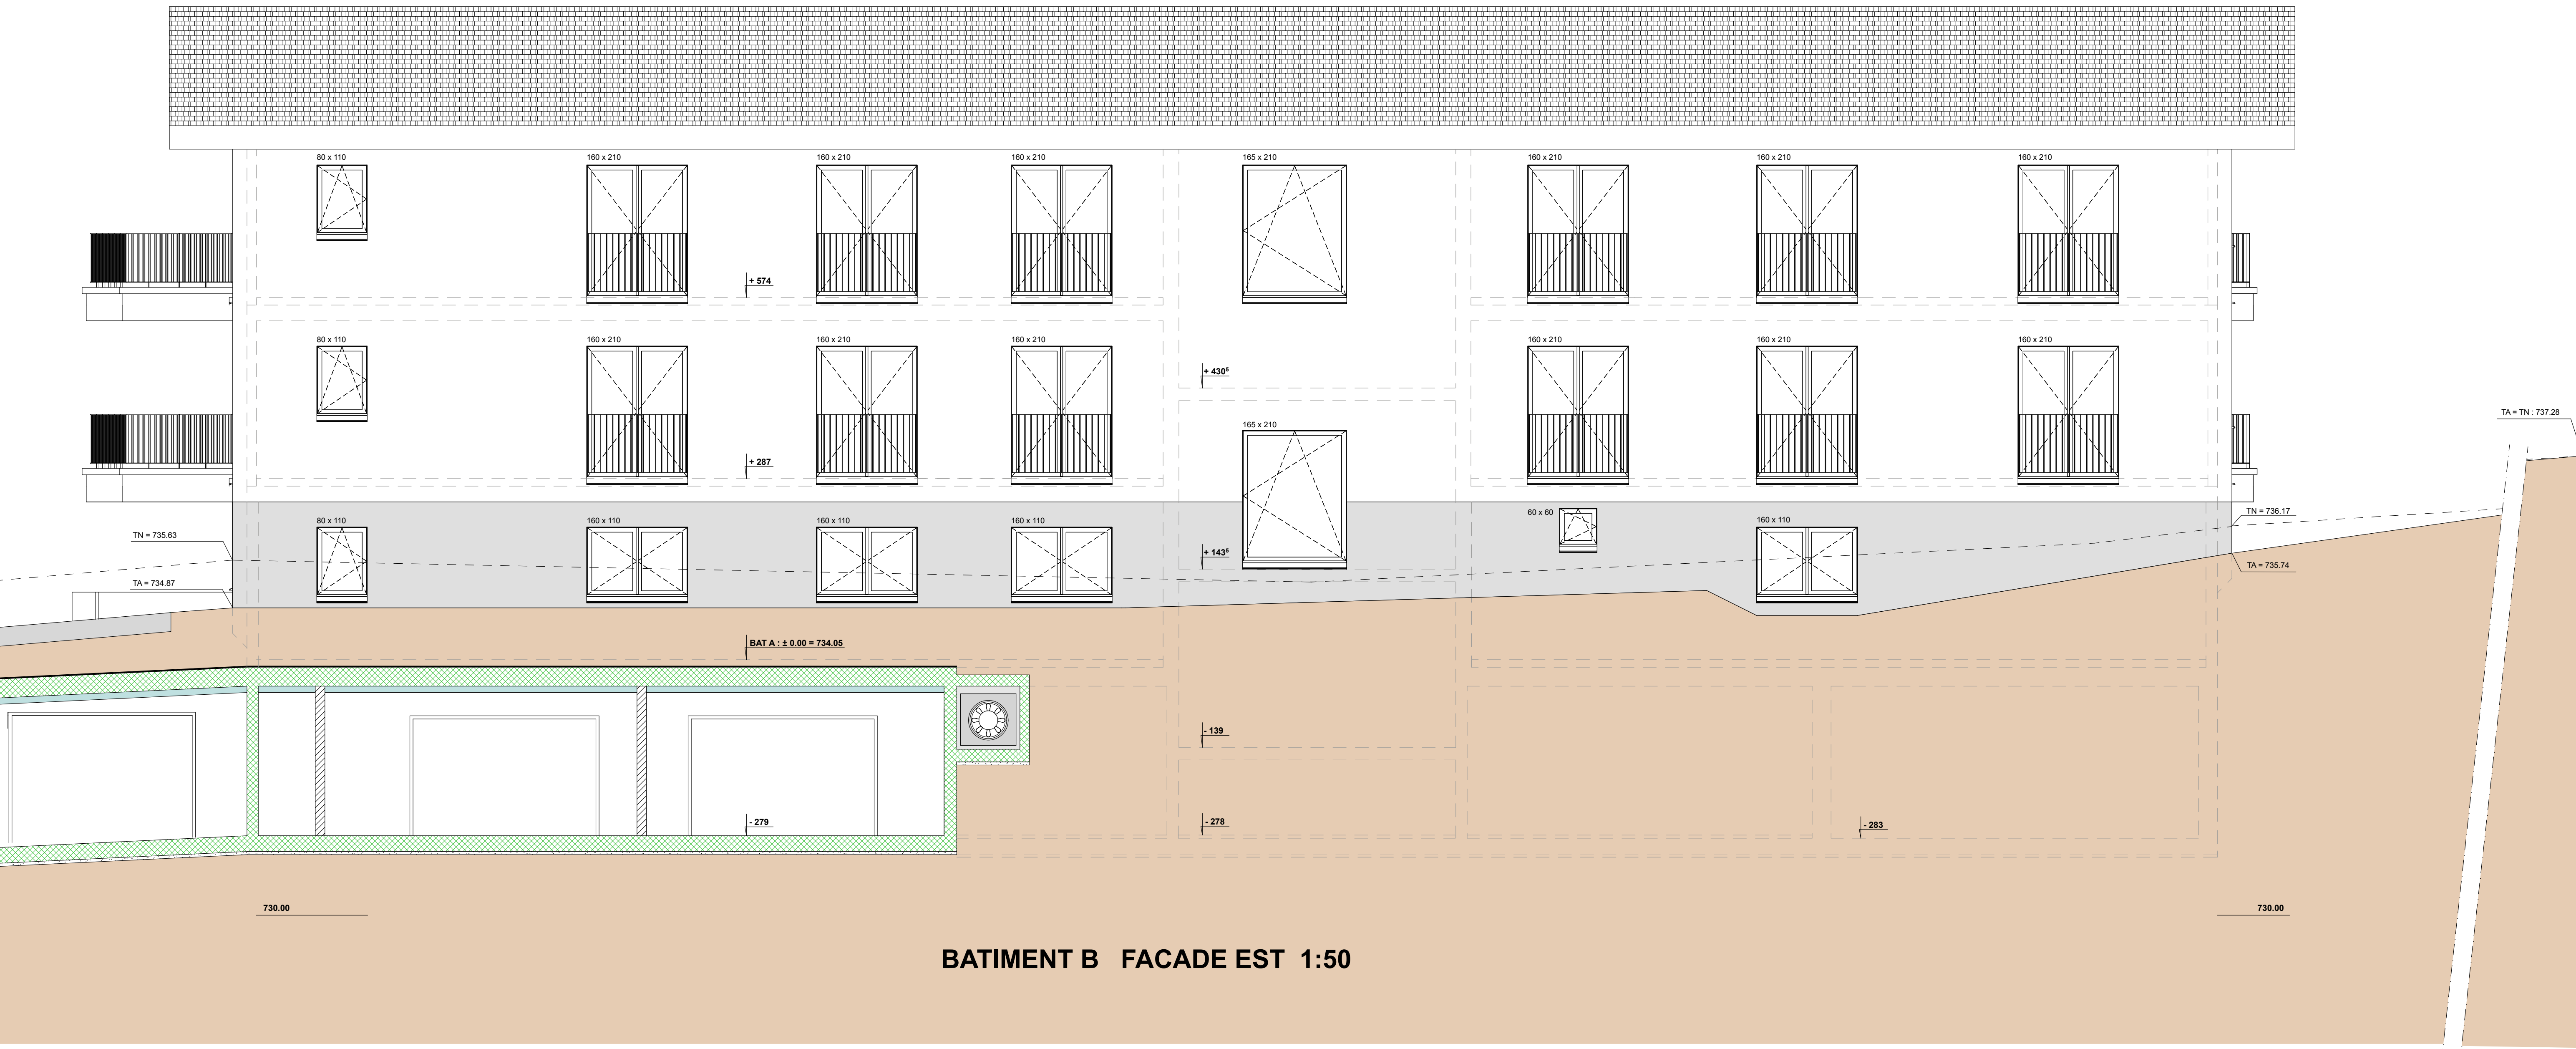 80 x 110
160 x 210
160 x 210
160 x 210
165 x 210
160 x 210
160 x 210
160 x 210
+ 574
80 x 110
160 x 210
160 x 210
160 x 210
160 x 210
160 x 210
160 x 210
+ 430⁵
TA = TN : 737.28
165 x 210
+ 287
80 x 110
160 x 110
160 x 110
160 x 110
60 x 60
160 x 110
TN = 736.17
TN = 735.63
+ 143⁵
TA = 735.74
TA = 734.87
BAT A : ± 0.00 = 734.05
- 139
- 279
- 278
- 283
730.00
730.00
BATIMENT B FACADE EST 1:50